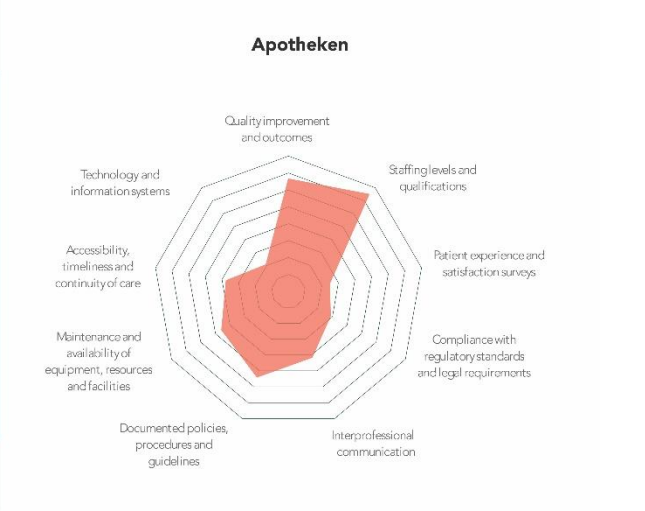 Apotheken
Quality improvement
and outcomes
Staffing levels and
qualifications
Patient experience and
satisfaction surveys
Compliance with
regulatory standards
and legal requirements
Interprofessional
communication
Documented policies,
procedures and
guidelines
Maintenance and
availability of
equipment, resources
and facilities
Accessibility,
timeliness and
continuity of care
Technology and
information systems